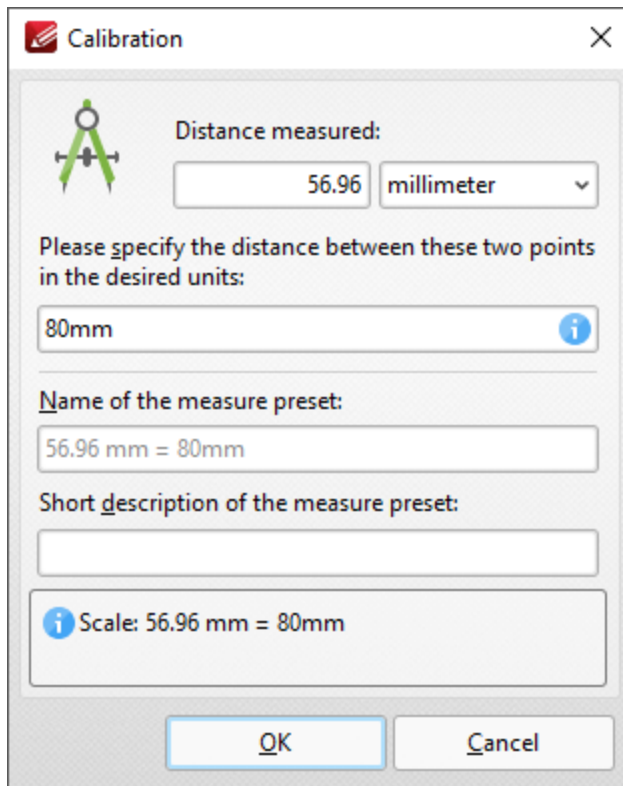 Calibration
Distance measured:
56.96 millimeter
Please specify the distance between these two points
in the desired units:
80mm
Name of the measure preset:
56.96 mm = 80mm
Short description of the measure preset:
Scale: 56.96 mm = 80mm
OK Cancel